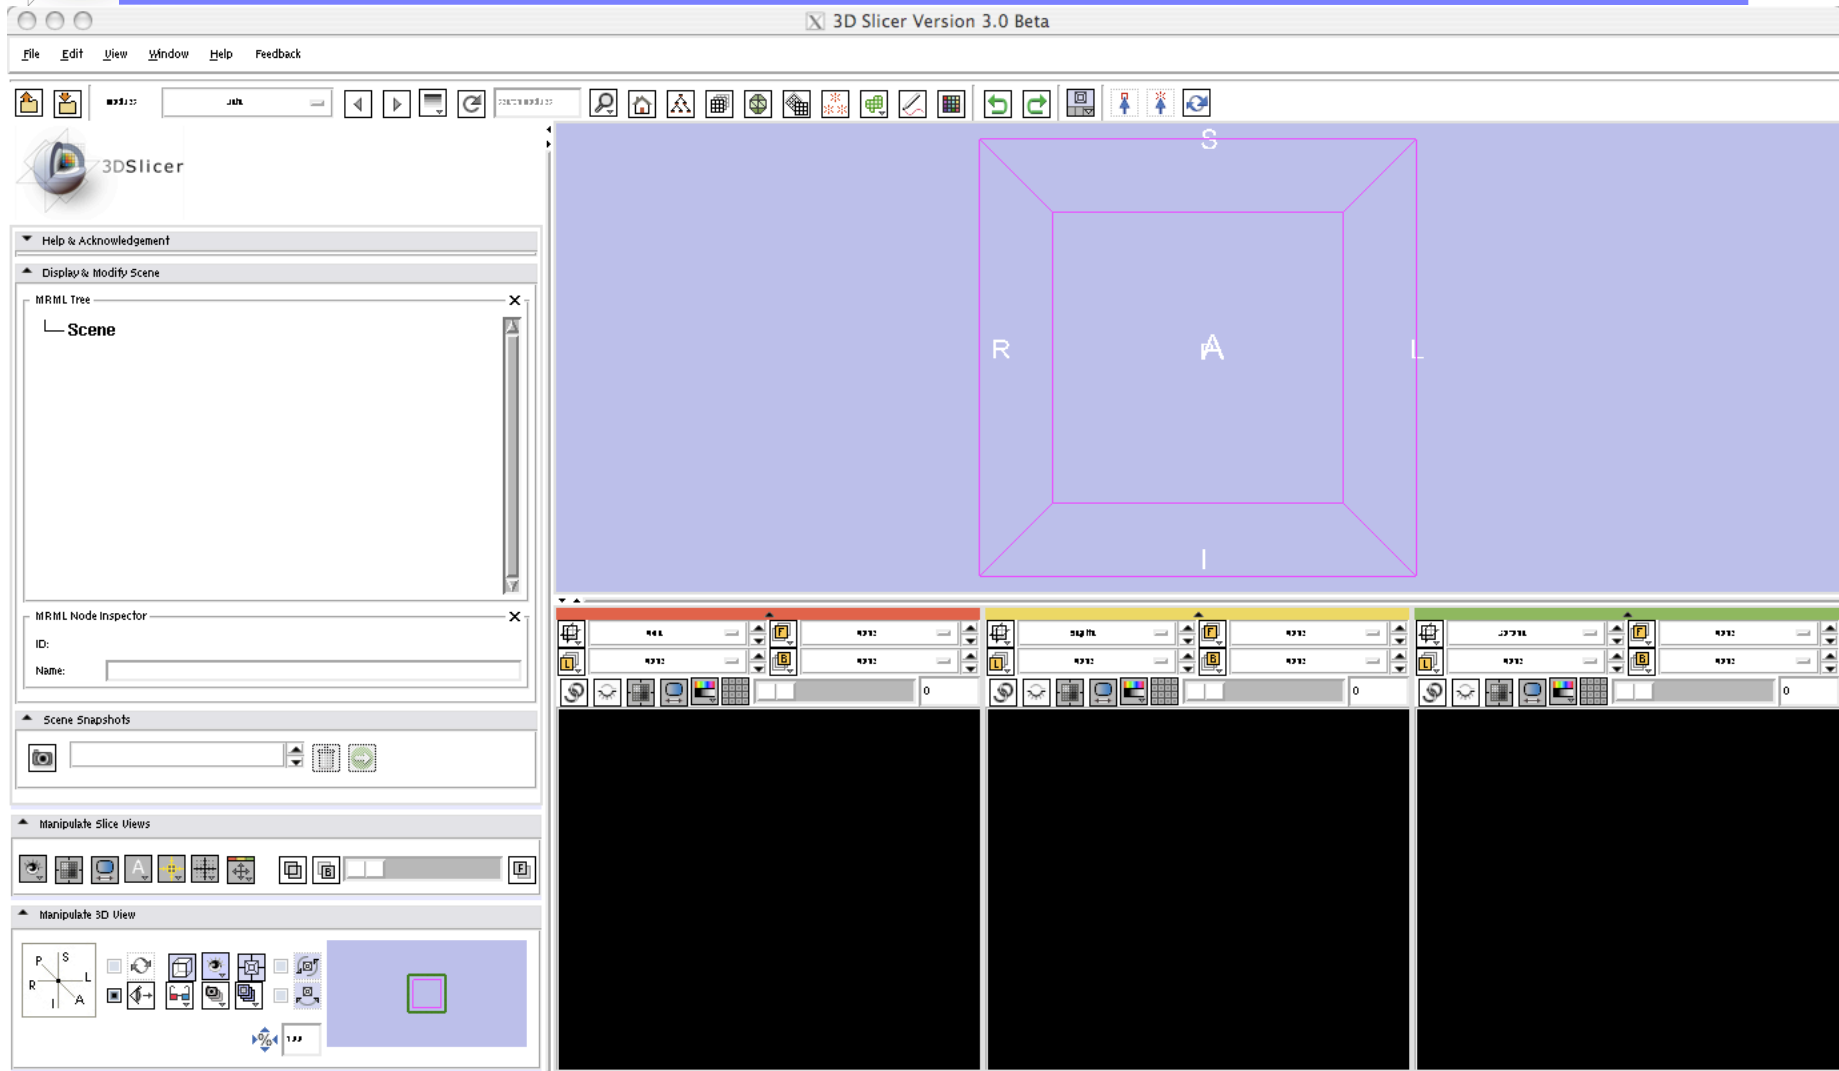 3D Slicer Version 3.0 Beta
File Edit View Window Help Feedback
S
3DSlicer
Help & Acknowledgement
Display & Modify Scene
MRML Tree
Scene
R A L
I
MRML Node Inspector
ID:
Name:
F F F
L B L B L B
0 0 0
Scene Snapshots
Manipulate Slice Views
A B F
Manipulate 3D View
P S
R L
I A
%